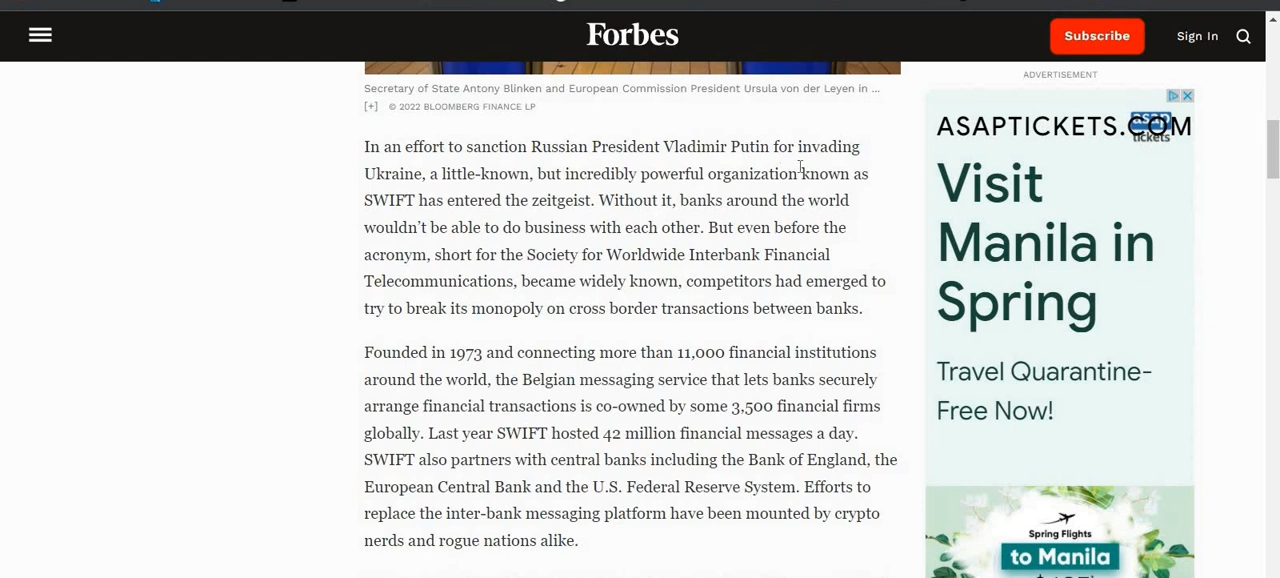 Forbes
Subscribe
Sign In
Secretary of State Antony Blinken and European Commission President Ursula von der Leyen in ...
[+] © 2022 BLOOMBERG FINANCE LP
In an effort to sanction Russian President Vladimir Putin for invading
Ukraine, a little-known, but incredibly powerful organization known as
SWIFT has entered the zeitgeist. Without it, banks around the world
wouldn’t be able to do business with each other. But even before the
acronym, short for the Society for Worldwide Interbank Financial
Telecommunications, became widely known, competitors had emerged to
try to break its monopoly on cross border transactions between banks.
Founded in 1973 and connecting more than 11,000 financial institutions
around the world, the Belgian messaging service that lets banks securely
arrange financial transactions is co-owned by some 3,500 financial firms
globally. Last year SWIFT hosted 42 million financial messages a day.
SWIFT also partners with central banks including the Bank of England, the
European Central Bank and the U.S. Federal Reserve System. Efforts to
replace the inter-bank messaging platform have been mounted by crypto
nerds and rogue nations alike.
ADVERTISEMENT
ASAPTICKETS.COM
asap
tickets
Visit
Manila in
Spring
Travel Quarantine-
Free Now!
Spring Flights
to Manila